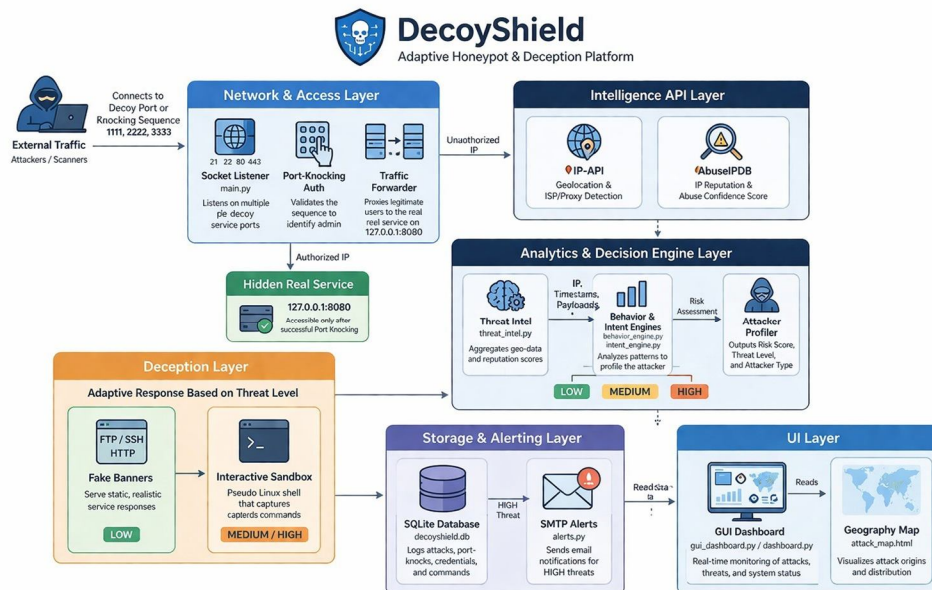 DecoyShield
Adaptive Honeypot & Deception Platform
Connects to
Decoy Port or
Rnocking Sequence
1111, 2222, 3333
External Traffic
Attackers / Scanners
Network & Access Layer
21 22 80 443
Socket Listener
main.py
Listens on multiple
ple decoy
service ports
Port-Knocking
Auth
Validates the
sequence to
identify admin
Traffic
Forwarder
Proxies legitimate
users to the real
reel service on
127.0.0.1:8080
Unauthorized
IP
Intelligence API Layer
IP-API
Geolocation &
ISP/Proxy Detection
AbuseIPDB
IP Reputation &
Abuse Confidence Score
Authorized IP
Hidden Real Service
127.0.0.1:8080
Accessible only after
successful Port Knocking
Analytics & Decision Engine Layer
Threat Intel
threat_intel.py
Aggregates geo-data
and reputation scores
IP,
Timestamps,
Payloads
Behavior &
Intent Engines
behavior_engine.py
intent_engine.py
Analyzes patterns to
profile the attacker
Risk
Assessment
Attacker
Profiler
Outputs Risk Score,
Threat Level,
and Attacker Type
LOW
MEDIUM
HIGH
Deception Layer
Adaptive Response Based on Threat Level
FTP / SSH
HTTP
Fake Banners
Serve static, realistic
service responses
LOW
>_
Interactive Sandbox
Pseudo Linux shell
that captures
capterds commands
MEDIUM / HIGH
Storage & Alerting Layer
SQLite Database
decoyshield.db
Logs attacks, port-
knocks, credentials,
and commands
HIGH
Threat
SMTP Alerts
alerts.py
Sends email
notifications for
HIGH threats
UI Layer
GUI Dashboard
gui_dashboard.py / dashboard.py
Real-time monitoring of attacks,
threats, and system status
Reads
Geography Map
attack_map.html
Visualizes attack origins
and distribution